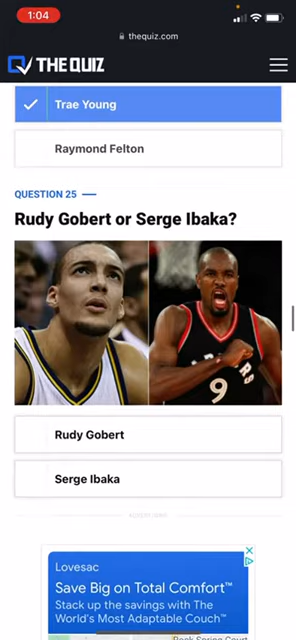 1:04
thequiz.com
THE QUIZ
Trae Young
Raymond Felton
QUESTION 25
Rudy Gobert or Serge Ibaka?
9
Rudy Gobert
Serge Ibaka
ADVERTISING
Lovesac
Save Big on Total Comfort™
Stack up the savings with The
World's Most Adaptable Couch™